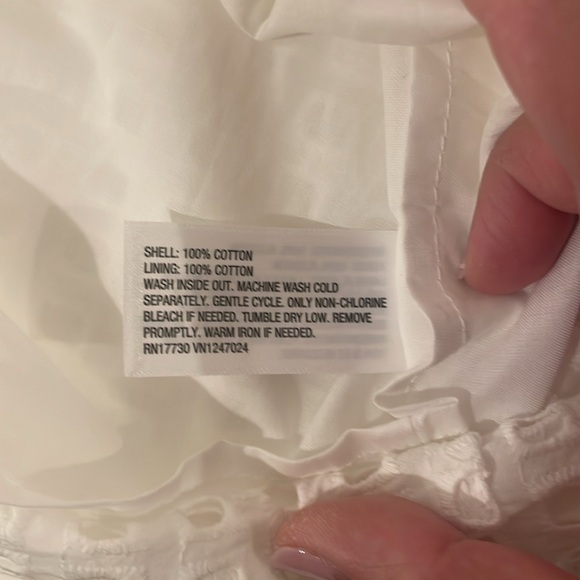 SHELL: 100% COTTON
LINING: 100% COTTON
WASH INSIDE OUT. MACHINE WASH COLD
SEPARATELY. GENTLE CYCLE. ONLY NON-CHLORINE
BLEACH IF NEEDED. TUMBLE DRY LOW. REMOVE
PROMPTLY. WARM IRON IF NEEDED.
RN17730 VN1247024